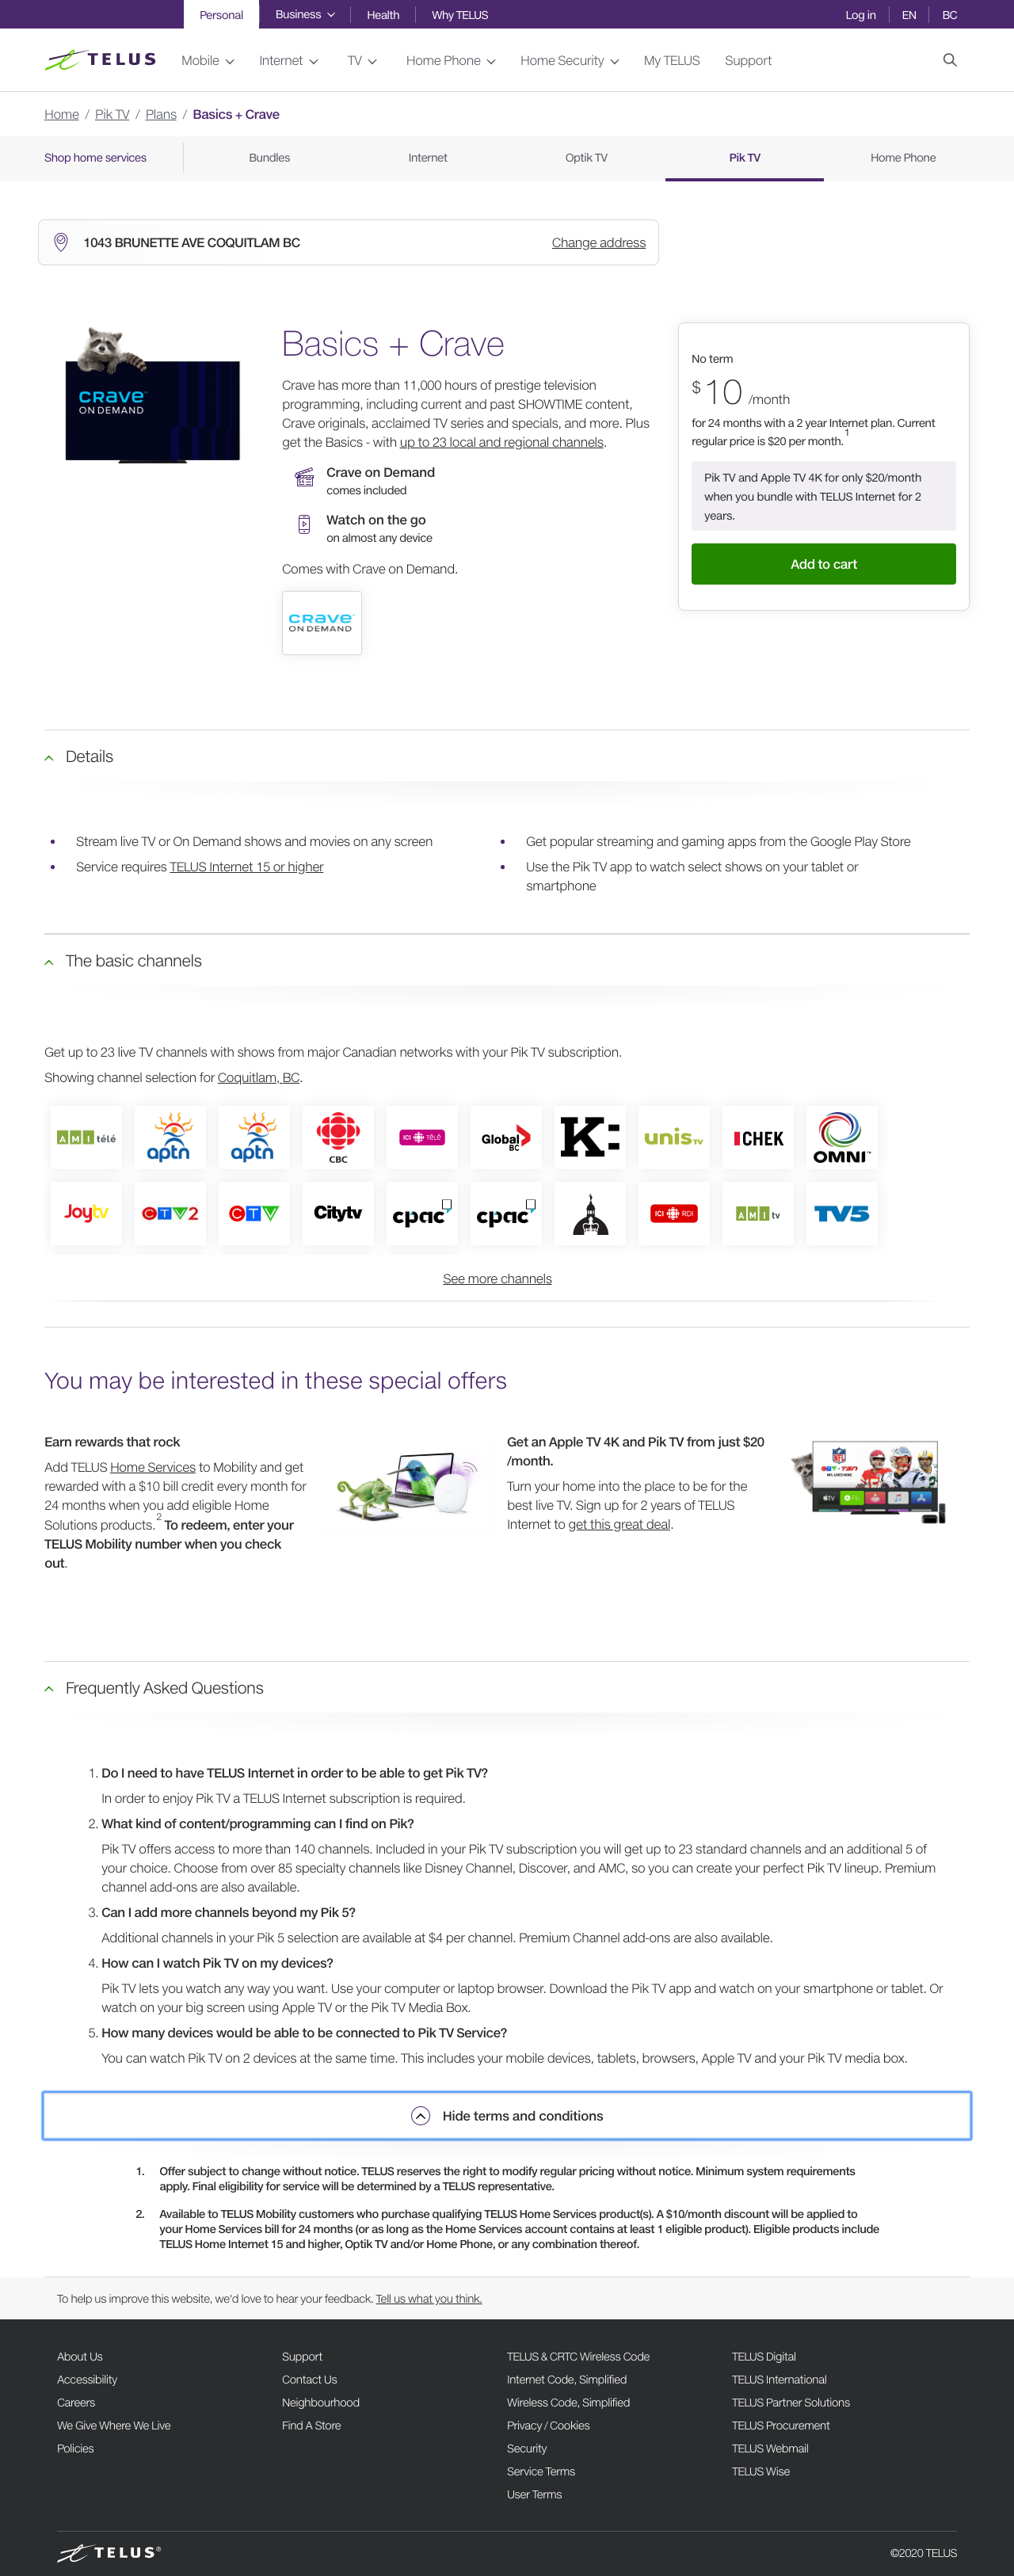 Personal
Business
Health
Why TELUS
Log in
EN
BC
TELUS
Mobile
Internet
TV
Home Phone
Home Security
My TELUS
Support
Home / Pik TV / Plans / Basics + Crave
Shop home services
Bundles
Internet
Optik TV
Pik TV
Home Phone
1043 BRUNETTE AVE COQUITLAM BC
Change address
CRAVE
ON DEMAND
Basics + Crave
Crave has more than 11,000 hours of prestige television
programming, including current and past SHOWTIME content,
Crave originals, acclaimed TV series and specials, and more. Plus
get the Basics - with up to 23 local and regional channels.
Crave on Demand
comes included
Watch on the go
on almost any device
Comes with Crave on Demand.
CRAVE
ON DEMAND
No term
$10 /month
for 24 months with a 2 year Internet plan. Current
regular price is $20 per month.1
Pik TV and Apple TV 4K for only $20/month
when you bundle with TELUS Internet for 2
years.
Add to cart
Details
Stream live TV or On Demand shows and movies on any screen
Service requires TELUS Internet 15 or higher
Get popular streaming and gaming apps from the Google Play Store
Use the Pik TV app to watch select shows on your tablet or
smartphone
The basic channels
Get up to 23 live TV channels with shows from major Canadian networks with your Pik TV subscription.
Showing channel selection for Coquitlam, BC.
AMI télé
aptn
aptn
CBC
ICI TÉLÉ
Global BC
K:
unis TV
CHEK
OMNI™
Joytv
CTV2
CTV
Citytv
cpac
cpac
ICI RDI
AMI tv
TV5
See more channels
You may be interested in these special offers
Earn rewards that rock
Add TELUS Home Services to Mobility and get
rewarded with a $10 bill credit every month for
24 months when you add eligible Home
Solutions products.2 To redeem, enter your
TELUS Mobility number when you check
out.
Get an Apple TV 4K and Pik TV from just $20
/month.
Turn your home into the place to be for the
best live TV. Sign up for 2 years of TELUS
Internet to get this great deal.
Frequently Asked Questions
1. Do I need to have TELUS Internet in order to be able to get Pik TV?
In order to enjoy Pik TV a TELUS Internet subscription is required.
2. What kind of content/programming can I find on Pik?
Pik TV offers access to more than 140 channels. Included in your Pik TV subscription you will get up to 23 standard channels and an additional 5 of
your choice. Choose from over 85 specialty channels like Disney Channel, Discover, and AMC, so you can create your perfect Pik TV lineup. Premium
channel add-ons are also available.
3. Can I add more channels beyond my Pik 5?
Additional channels in your Pik 5 selection are available at $4 per channel. Premium Channel add-ons are also available.
4. How can I watch Pik TV on my devices?
Pik TV lets you watch any way you want. Use your computer or laptop browser. Download the Pik TV app and watch on your smartphone or tablet. Or
watch on your big screen using Apple TV or the Pik TV Media Box.
5. How many devices would be able to be connected to Pik TV Service?
You can watch Pik TV on 2 devices at the same time. This includes your mobile devices, tablets, browsers, Apple TV and your Pik TV media box.
Hide terms and conditions
1. Offer subject to change without notice. TELUS reserves the right to modify regular pricing without notice. Minimum system requirements
apply. Final eligibility for service will be determined by a TELUS representative.
2. Available to TELUS Mobility customers who purchase qualifying TELUS Home Services product(s). A $10/month discount will be applied to
your Home Services bill for 24 months (or as long as the Home Services account contains at least 1 eligible product). Eligible products include
TELUS Home Internet 15 and higher, Optik TV and/or Home Phone, or any combination thereof.
To help us improve this website, we'd love to hear your feedback. Tell us what you think.
About Us
Accessibility
Careers
We Give Where We Live
Policies
Support
Contact Us
Neighbourhood
Find A Store
TELUS & CRTC Wireless Code
Internet Code, Simplified
Wireless Code, Simplified
Privacy / Cookies
Security
Service Terms
User Terms
TELUS Digital
TELUS International
TELUS Partner Solutions
TELUS Procurement
TELUS Webmail
TELUS Wise
TELUS®
©2020 TELUS